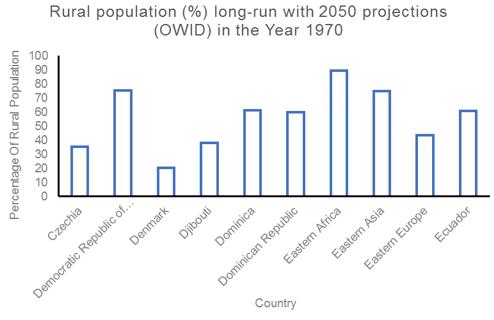 Rural population (%) long-run with 2050 projections
(OWID) in the Year 1970
Percentage Of Rural Population
100
90
80
70
60
50
40
30
20
10
0
Czechia
Democratic Republic of…
Denmark
Djibouti
Dominica
Dominican Republic
Eastern Africa
Eastern Asia
Eastern Europe
Ecuador
Country